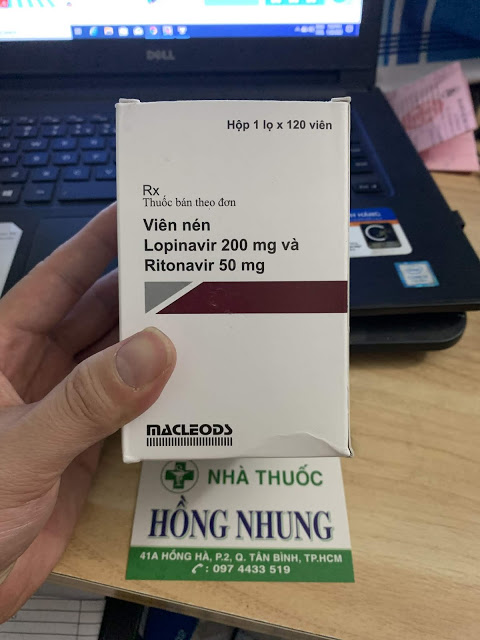 DELL
Hộp 1 lọ x 120 viên
Rx
Thuốc bán theo đơn
Viên nén
Lopinavir 200 mg và
Ritonavir 50 mg
MACLEODS
NHÀ THUỐC
HỒNG NHUNG
41A HỒNG HÀ, P.2, Q. TÂN BÌNH, TP.HCM
: 097 4433 519